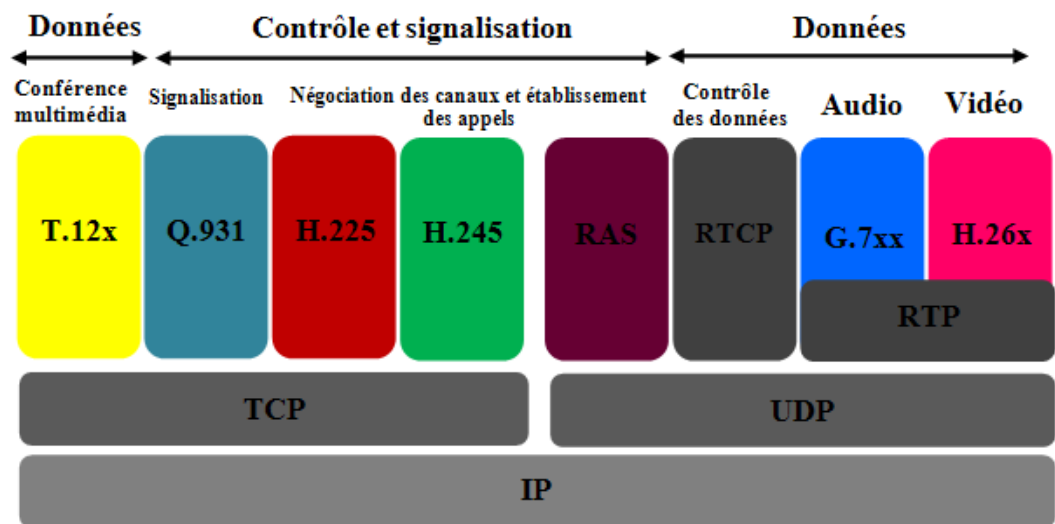 Données
Contrôle et signalisation
Données
Conférence
multimédia
Signalisation
Négociation des canaux et établissement
des appels
Contrôle
des données
Audio
Vidéo
T.12x
Q.931
H.225
H.245
RAS
RTCP
G.7xx
H.26x
RTP
TCP
UDP
IP